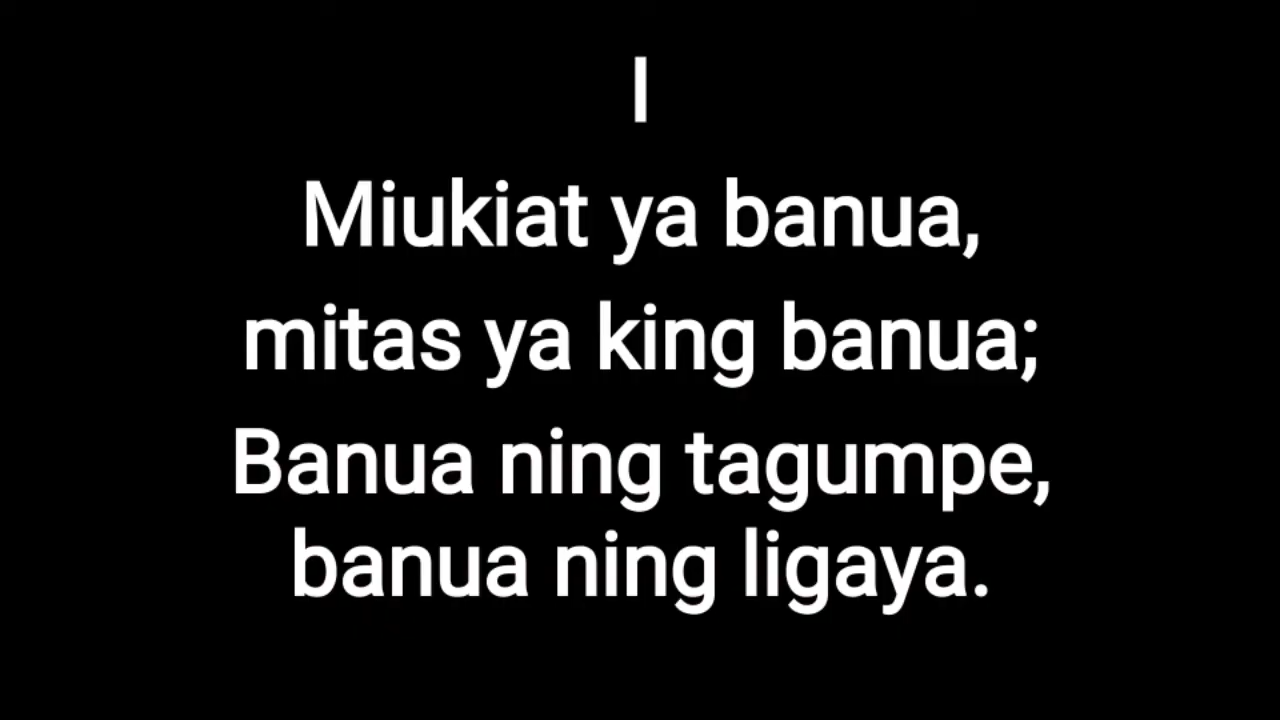 I
Miukiat ya banua,
mitas ya king banua;
Banua ning tagumpe,
banua ning ligaya.